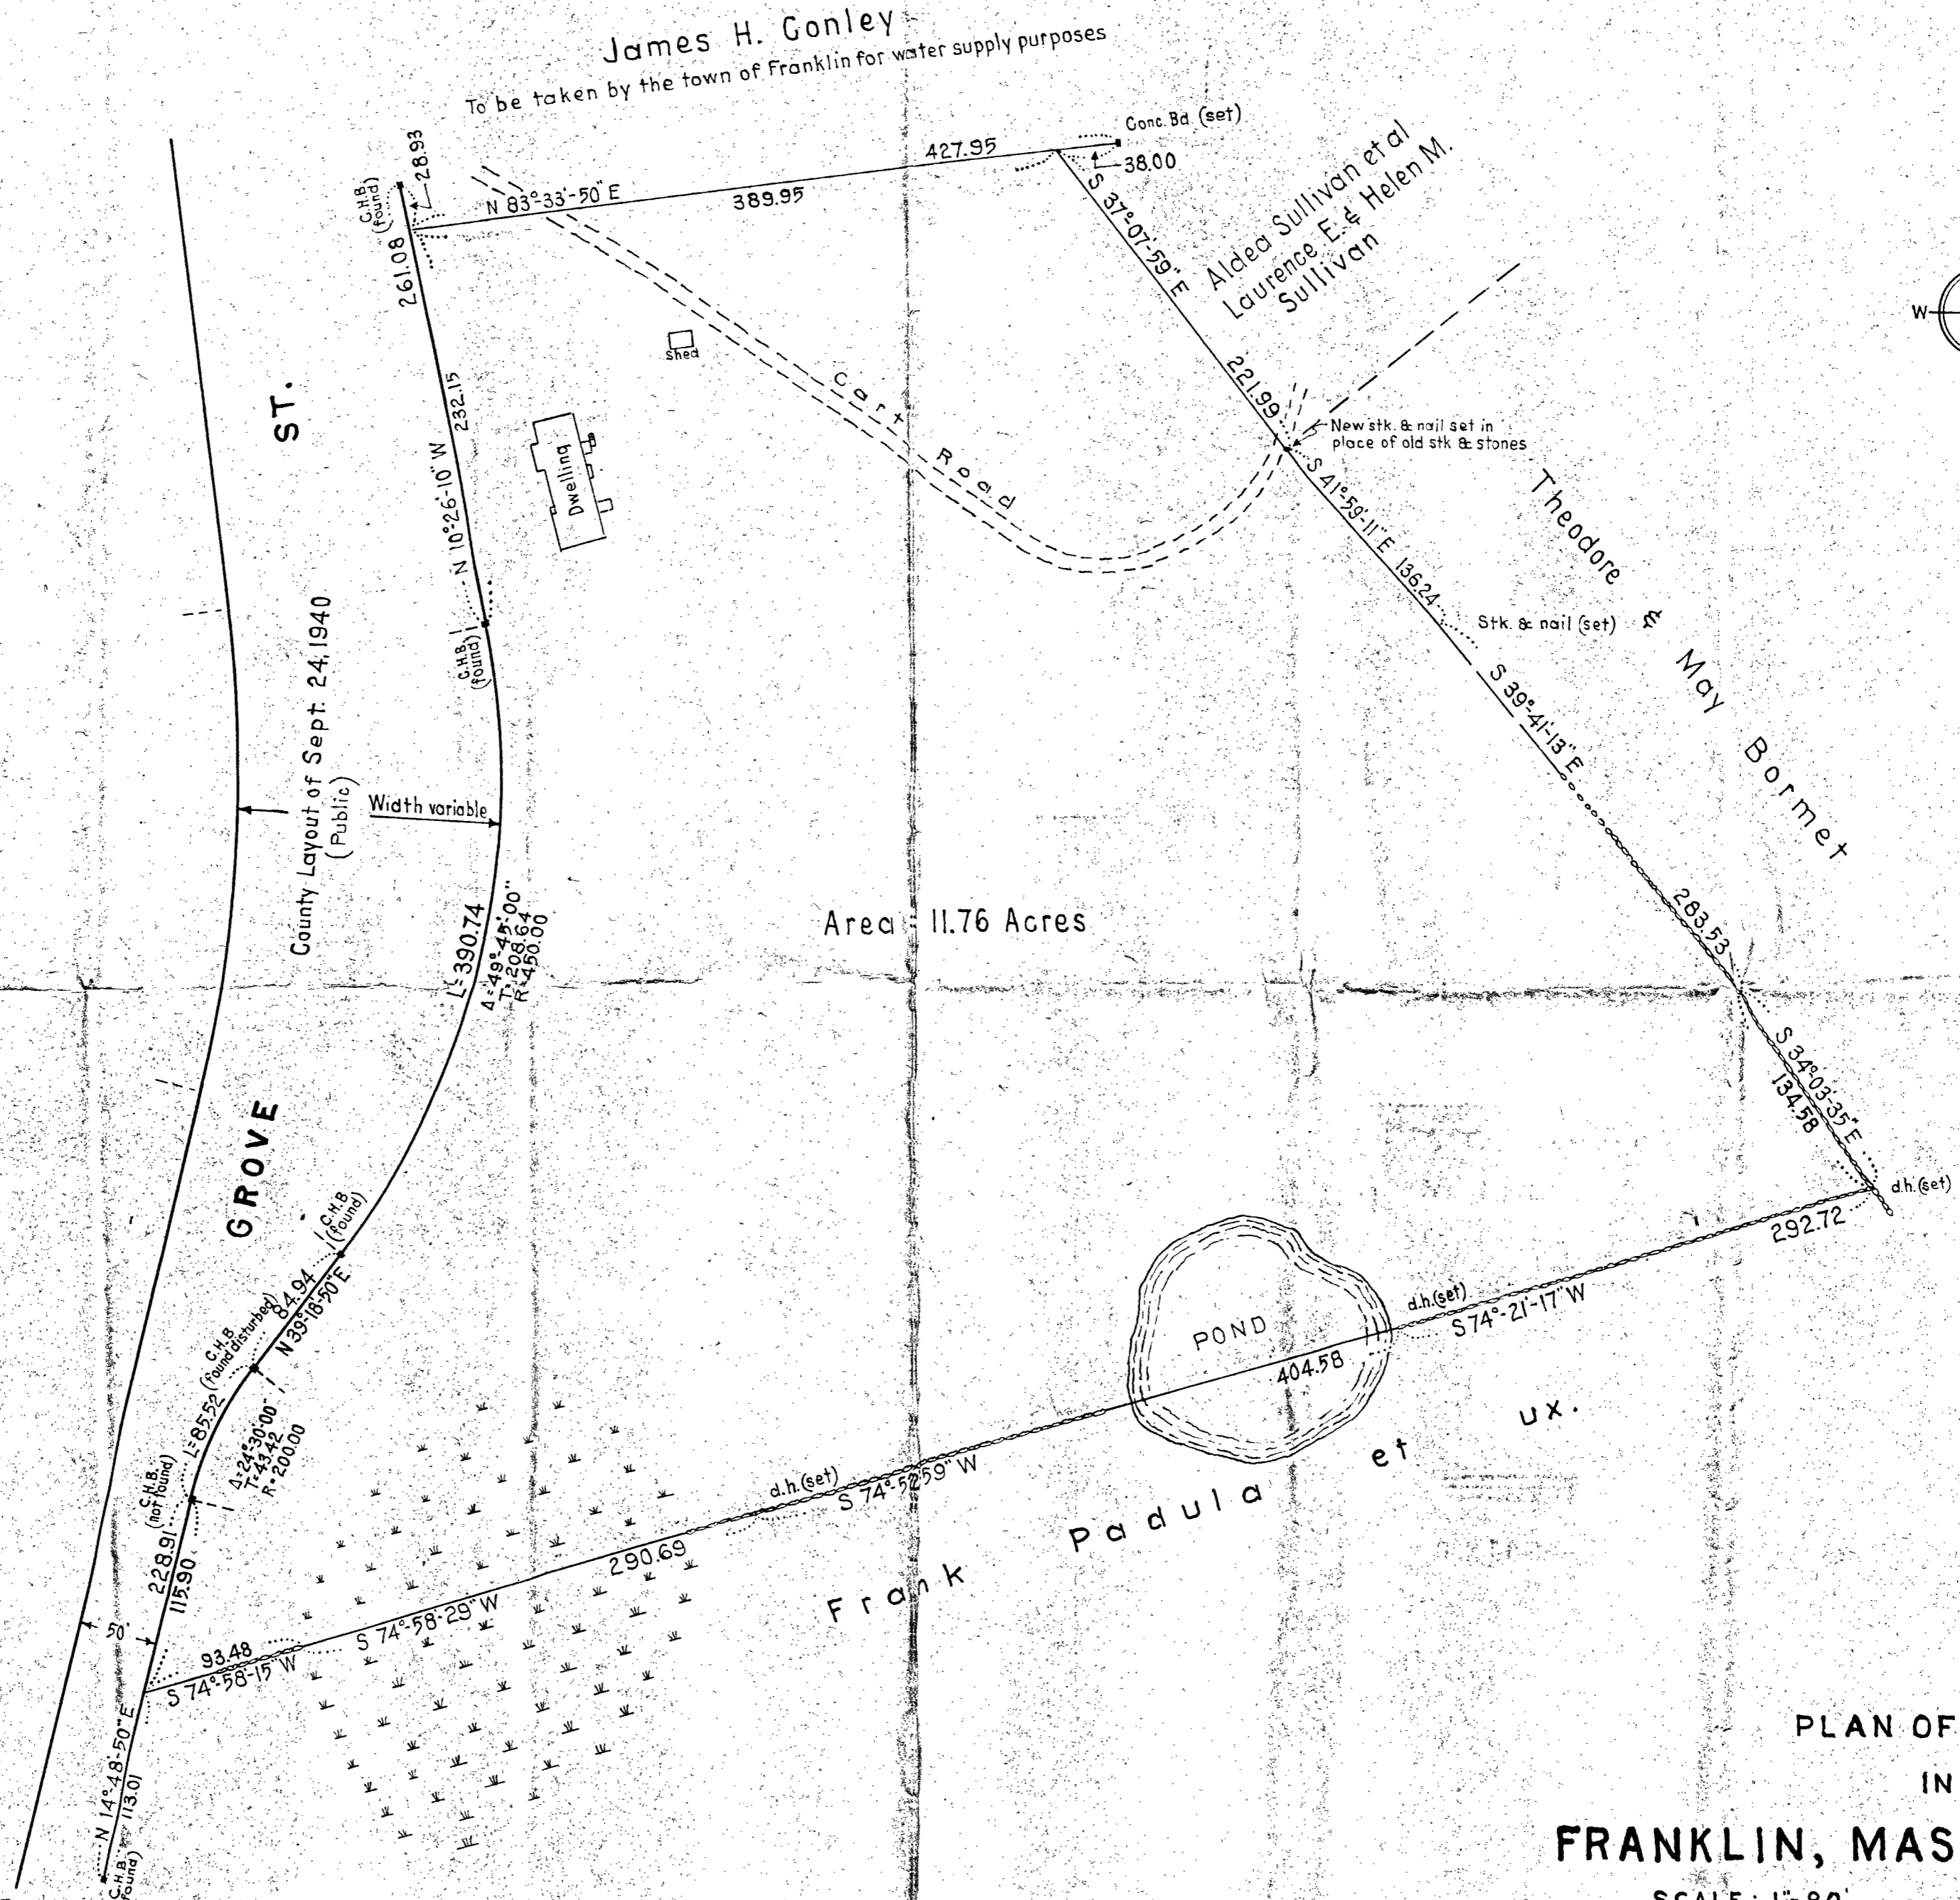 James H. Conley
To be taken by the town of Franklin for water supply purposes
C.H.B.
(found)
28.93
N 83°-33'-50" E
427.95
389.95
Conc. Bd. (set)
38.00
S 37°-07'-59" E
221.99
Aldea Sullivan et al
Laurence E. & Helen M.
Sullivan
W
261.08
232.15
N 10°-26'-10" W
ST.
Shed
Dwelling
Cart Road
New stk. & nail set in
place of old stk & stones
S 41°-59'-11" E 136.24
Stk. & nail (set)
Theodore & May Bormet
S 39°-41'-13" E
283.53
C.H.B.
(found)
County Layout of Sept. 24, 1940
(Public)
Width variable
L=390.74
Δ=49°-45'-00"
T=208.64
R=450.00
Area = 11.76 Acres
S 34°-03'-35" E
134.58
d.h.(set)
292.72
GROVE
C.H.B.
(found)
84.94
N 39°-18'-50" E
C.H.B.
(found disturbed)
L=85.52
Δ=24°-30'-00"
T=43.42
R=200.00
C.H.B.
(not found)
POND
404.58
d.h.(set)
S 74°-21'-17" W
d.h.(set)
S 74°-52'59" W
Frank Padula et ux.
228.91
115.90
50'
93.48
S 74°-58'-15" W
S 74°-58'-29" W
290.69
N 14°-48'-50" E
113.01
C.H.B.
(found)
PLAN OF
IN
FRANKLIN, MAS
SCALE: 1"=80'